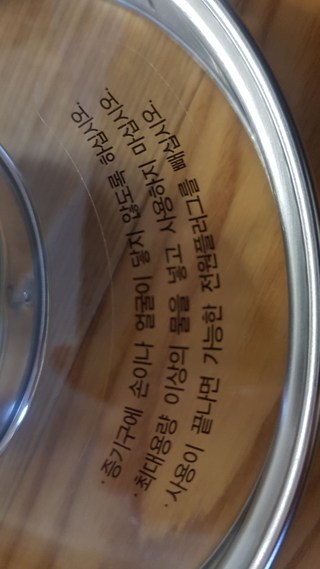 · 증기구에 손이나 얼굴이 닿지 않도록 하십시오.
· 최대용량 이상의 물을 넣고 사용하지 마십시오.
· 사용이 끝나면 가능한 전원플러그를 빼십시오.